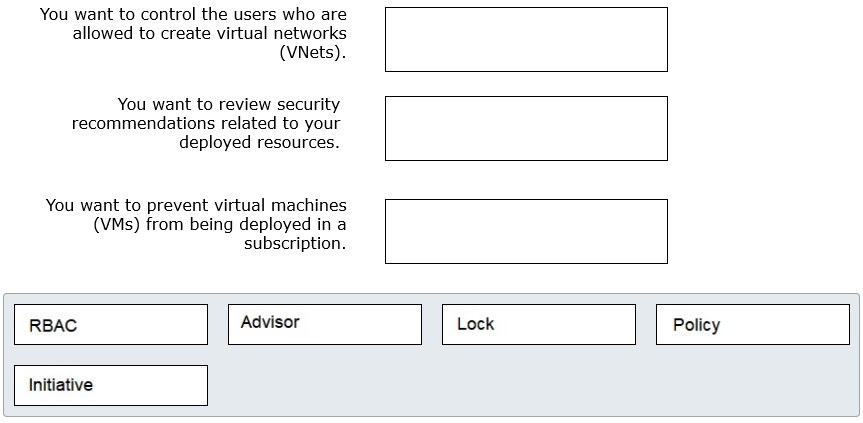 You want to control the users who are
allowed to create virtual networks
(VNets).
You want to review security
recommendations related to your
deployed resources.
You want to prevent virtual machines
(VMs) from being deployed in a
subscription.
RBAC
Advisor
Lock
Policy
Initiative